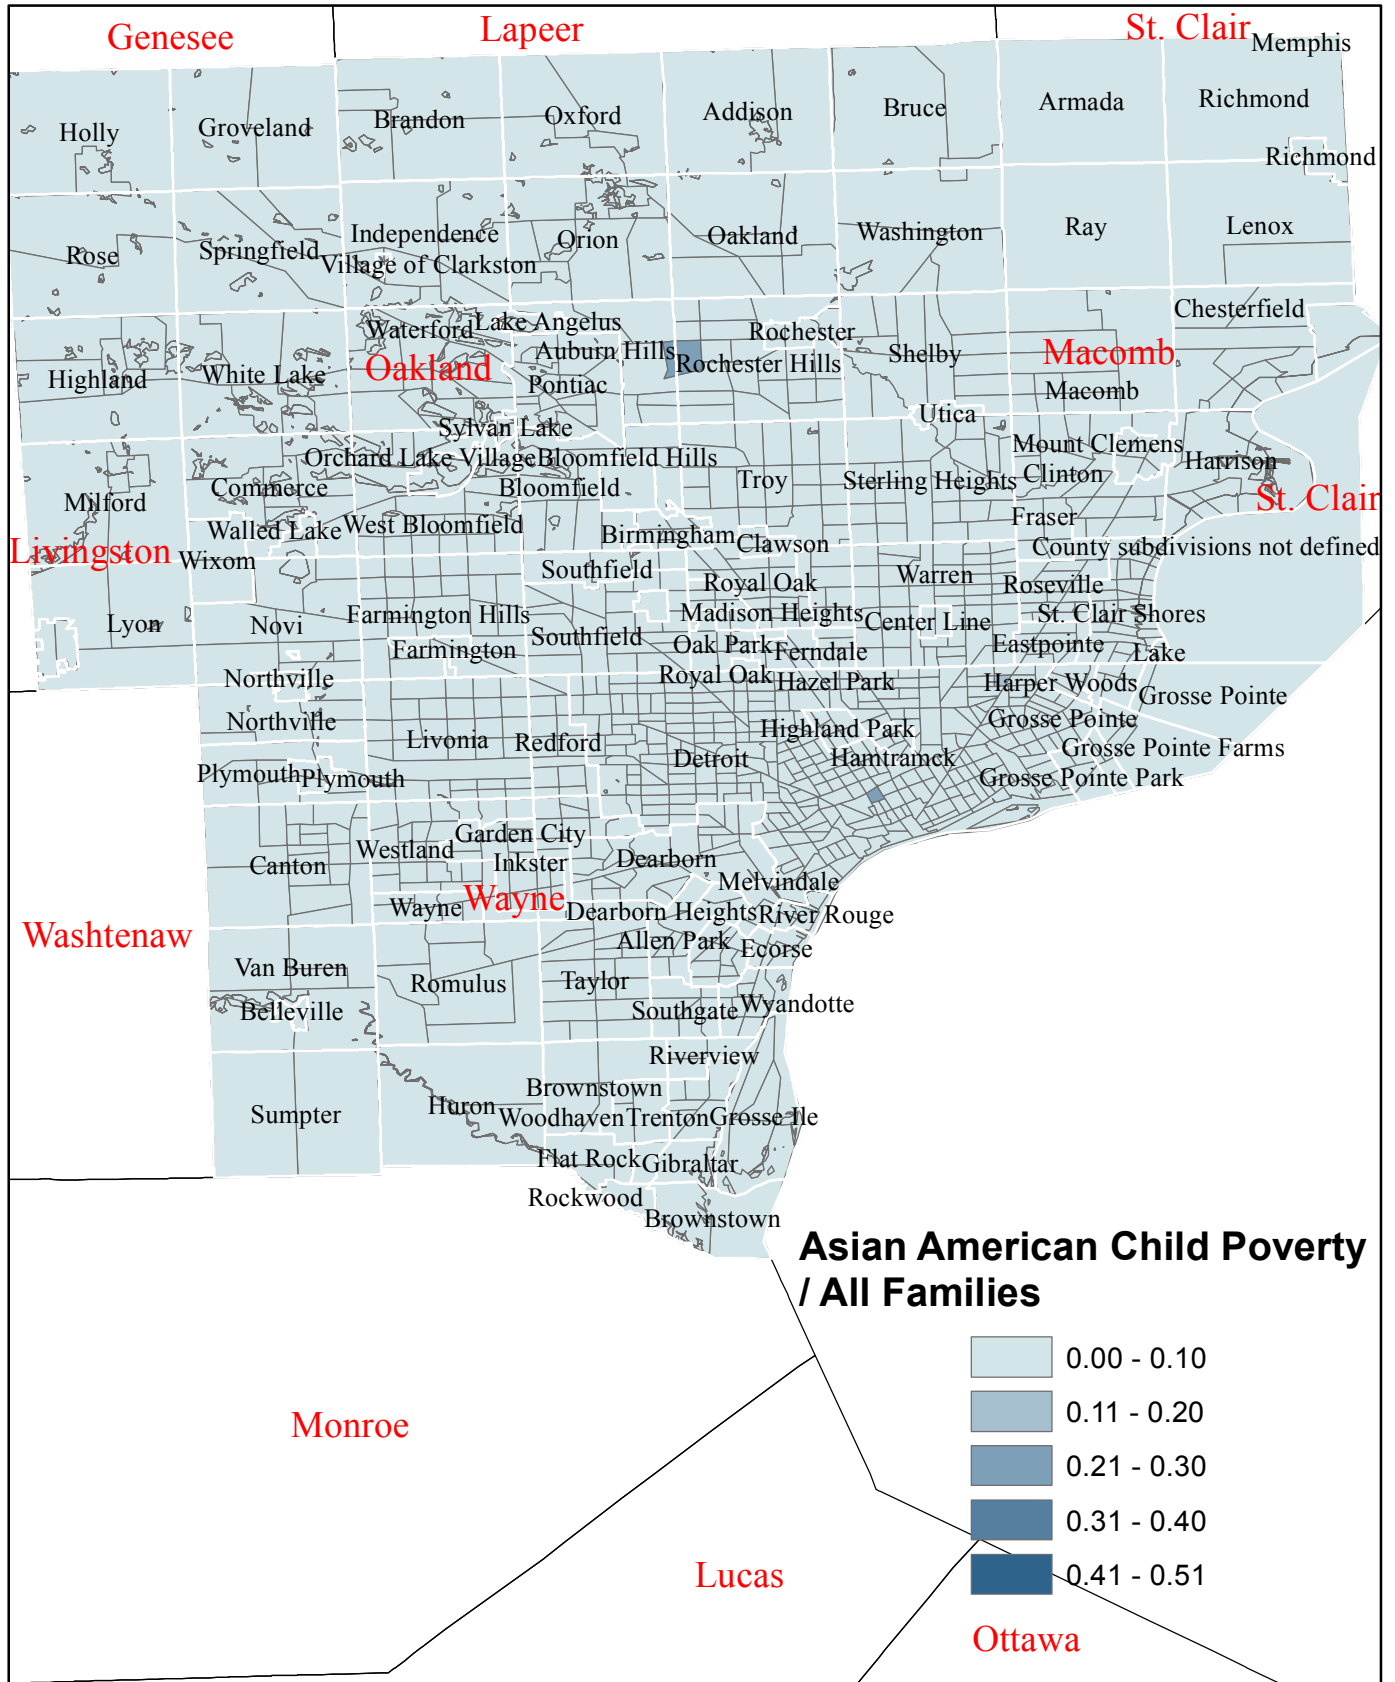 Genesee
Lapeer
St. Clair
Memphis
Holly
Groveland
Brandon
Oxford
Addison
Bruce
Armada
Richmond
Richmond
Rose
Springfield
Independence
Village of Clarkston
Orion
Oakland
Washington
Ray
Lenox
Chesterfield
Waterford
Lake Angelus
Rochester
Auburn Hills
Rochester Hills
Shelby
Macomb
Highland
White Lake
Oakland
Pontiac
Macomb
Utica
Sylvan Lake
Mount Clemens
Orchard Lake Village
Bloomfield Hills
Harrison
Milford
Commerce
Bloomfield
Troy
Sterling Heights
Clinton
St. Clair
Walled Lake
West Bloomfield
Birmingham
Clawson
Fraser
County subdivisions not defined
Livingston
Wixom
Southfield
Royal Oak
Warren
Roseville
Lyon
Novi
Farmington Hills
Madison Heights
Center Line
St. Clair Shores
Farmington
Southfield
Oak Park
Ferndale
Eastpointe
Lake
Northville
Royal Oak
Hazel Park
Harper Woods
Grosse Pointe
Northville
Livonia
Redford
Highland Park
Grosse Pointe
Detroit
Hamtramck
Grosse Pointe Farms
Plymouth
Plymouth
Grosse Pointe Park
Garden City
Canton
Westland
Inkster
Dearborn
Melvindale
Wayne
Wayne
Dearborn Heights
River Rouge
Washtenaw
Allen Park
Ecorse
Van Buren
Romulus
Taylor
Belleville
Southgate
Wyandotte
Riverview
Brownstown
Sumpter
Huron
Woodhaven
Trenton
Grosse Ile
Flat Rock
Gibraltar
Rockwood
Brownstown
Asian American Child Poverty
/ All Families
0.00 - 0.10
0.11 - 0.20
0.21 - 0.30
0.31 - 0.40
0.41 - 0.51
Monroe
Lucas
Ottawa